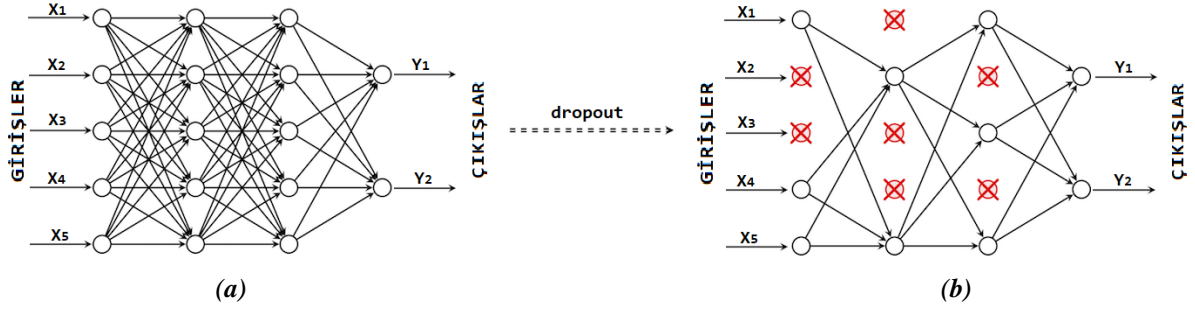 GİRİŞLER
X1
X2
X3
X4
X5
Y1
Y2
ÇIKIŞLAR
(a)
dropout
GİRİŞLER
X1
X2
X3
X4
X5
Y1
Y2
ÇIKIŞLAR
(b)